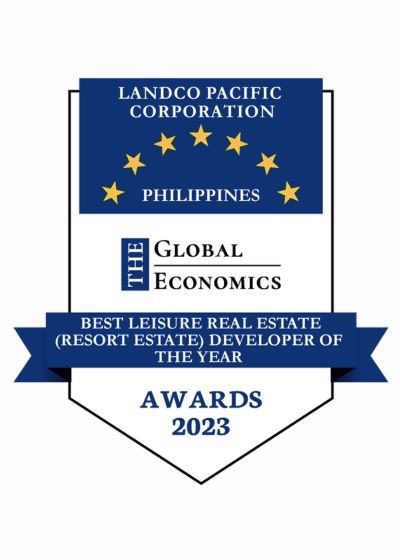 LANDCO PACIFIC
CORPORATION
PHILIPPINES
THE
GLOBAL
ECONOMICS
BEST LEISURE REAL ESTATE
(RESORT ESTATE) DEVELOPER OF
THE YEAR
AWARDS
2023